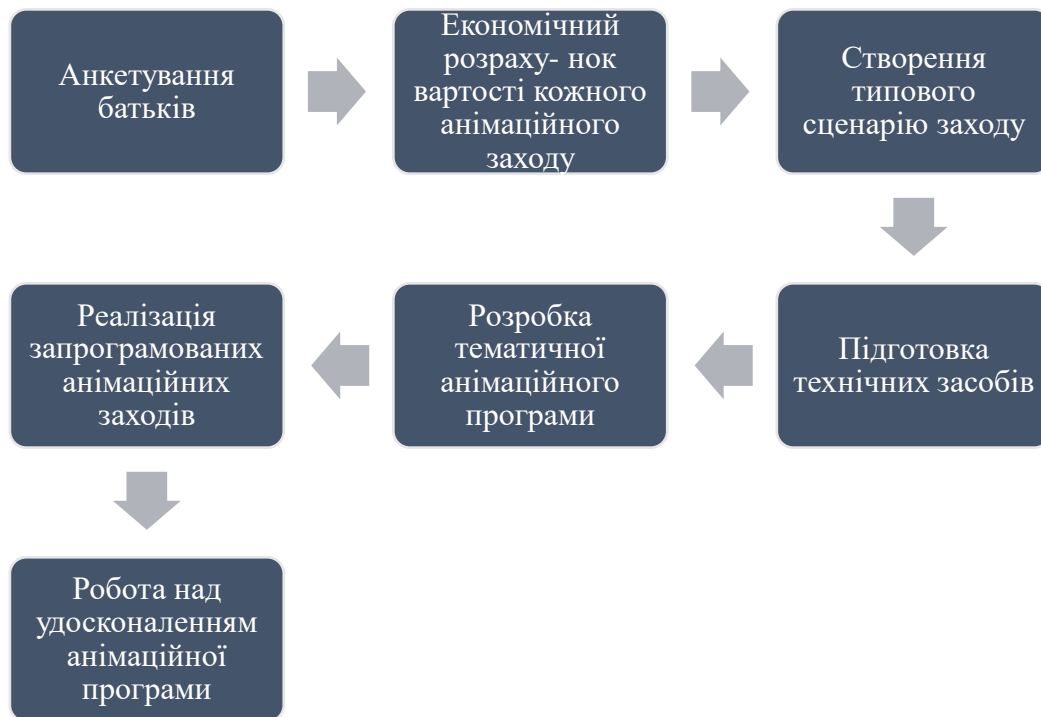 Анкетування
батьків
Економічний
розраху- нок
вартості кожного
анімаційного
заходу
Створення
типового
сценарію заходу
Підготовка
технічних засобів
Розробка
тематичної
анімаційного
програми
Реалізація
запрограмованих
анімаційних
заходів
Робота над
удосконаленням
анімаційної
програми